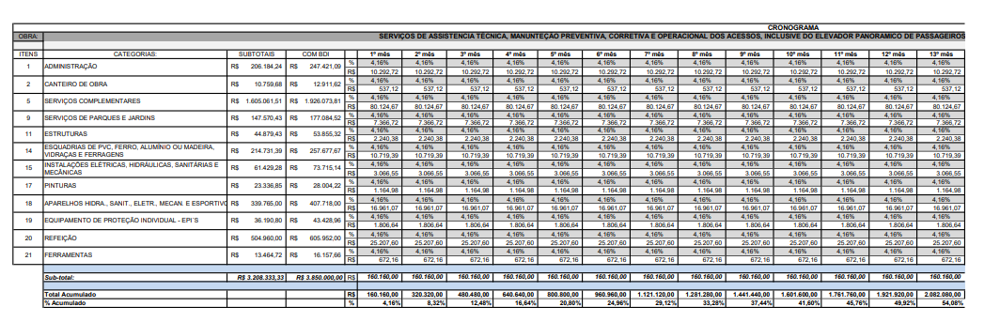 CRONOGRAMA
OBRA: SERVIÇOS DE ASSISTENCIA TÉCNICA, MANUNTEÇÃO PREVENTIVA, CORRETIVA E OPERACIONAL DOS ACESSOS, INCLUSIVE DO ELEVADOR PANORAMICO DE PASSAGEIROS
ITENS CATEGORIAS: SUBTOTAIS COM BDI 1º mês 2º mês 3º mês 4º mês 5º mês 6º mês 7º mês 8º mês 9º mês 10º mês 11º mês 12º mês 13º mês
1 ADMINISTRAÇÃO R$ 206.184,24 R$ 247.421,09 % 4,16% 4,16% 4,16% 4,16% 4,16% 4,16% 4,16% 4,16% 4,16% 4,16% 4,16% 4,16% 4,16%
R$ 10.292,72 10.292,72 10.292,72 10.292,72 10.292,72 10.292,72 10.292,72 10.292,72 10.292,72 10.292,72 10.292,72 10.292,72 10.292,72
2 CANTEIRO DE OBRA R$ 10.759,68 R$ 12.911,62 % 4,16% 4,16% 4,16% 4,16% 4,16% 4,16% 4,16% 4,16% 4,16% 4,16% 4,16% 4,16% 4,16%
R$ 537,12 537,12 537,12 537,12 537,12 537,12 537,12 537,12 537,12 537,12 537,12 537,12 537,12
5 SERVIÇOS COMPLEMENTARES R$ 1.605.061,51 R$ 1.926.073,81 % 4,16% 4,16% 4,16% 4,16% 4,16% 4,16% 4,16% 4,16% 4,16% 4,16% 4,16% 4,16% 4,16%
R$ 80.124,67 80.124,67 80.124,67 80.124,67 80.124,67 80.124,67 80.124,67 80.124,67 80.124,67 80.124,67 80.124,67 80.124,67 80.124,67
9 SERVIÇOS DE PARQUES E JARDINS R$ 147.570,43 R$ 177.084,52 % 4,16% 4,16% 4,16% 4,16% 4,16% 4,16% 4,16% 4,16% 4,16% 4,16% 4,16% 4,16% 4,16%
R$ 7.366,72 7.366,72 7.366,72 7.366,72 7.366,72 7.366,72 7.366,72 7.366,72 7.366,72 7.366,72 7.366,72 7.366,72 7.366,72
11 ESTRUTURAS R$ 44.879,43 R$ 53.855,32 % 4,16% 4,16% 4,16% 4,16% 4,16% 4,16% 4,16% 4,16% 4,16% 4,16% 4,16% 4,16% 4,16%
R$ 2.240,38 2.240,38 2.240,38 2.240,38 2.240,38 2.240,38 2.240,38 2.240,38 2.240,38 2.240,38 2.240,38 2.240,38 2.240,38
14 ESQUADRIAS DE PVC, FERRO, ALUMÍNIO OU MADEIRA, R$ 214.731,39 R$ 257.677,67 % 4,16% 4,16% 4,16% 4,16% 4,16% 4,16% 4,16% 4,16% 4,16% 4,16% 4,16% 4,16% 4,16%
VIDRAÇAS E FERRAGENS R$ 10.719,39 10.719,39 10.719,39 10.719,39 10.719,39 10.719,39 10.719,39 10.719,39 10.719,39 10.719,39 10.719,39 10.719,39 10.719,39
15 INSTALAÇÕES ELÉTRICAS, HIDRÁULICAS, SANITÁRIAS E R$ 61.429,28 R$ 73.715,14 % 4,16% 4,16% 4,16% 4,16% 4,16% 4,16% 4,16% 4,16% 4,16% 4,16% 4,16% 4,16% 4,16%
MECÂNICAS R$ 3.066,55 3.066,55 3.066,55 3.066,55 3.066,55 3.066,55 3.066,55 3.066,55 3.066,55 3.066,55 3.066,55 3.066,55 3.066,55
17 PINTURAS R$ 23.336,85 R$ 28.004,22 % 4,16% 4,16% 4,16% 4,16% 4,16% 4,16% 4,16% 4,16% 4,16% 4,16% 4,16% 4,16% 4,16%
R$ 1.164,98 1.164,98 1.164,98 1.164,98 1.164,98 1.164,98 1.164,98 1.164,98 1.164,98 1.164,98 1.164,98 1.164,98 1.164,98
18 APARELHOS HIDRA., SANIT., ELETR., MECAN. E ESPORTIVO R$ 339.765,00 R$ 407.718,00 % 4,16% 4,16% 4,16% 4,16% 4,16% 4,16% 4,16% 4,16% 4,16% 4,16% 4,16% 4,16% 4,16%
R$ 16.961,07 16.961,07 16.961,07 16.961,07 16.961,07 16.961,07 16.961,07 16.961,07 16.961,07 16.961,07 16.961,07 16.961,07 16.961,07
19 EQUIPAMENTO DE PROTEÇÃO INDIVIDUAL - EPI´S R$ 36.190,80 R$ 43.428,96 % 4,16% 4,16% 4,16% 4,16% 4,16% 4,16% 4,16% 4,16% 4,16% 4,16% 4,16% 4,16% 4,16%
R$ 1.806,64 1.806,64 1.806,64 1.806,64 1.806,64 1.806,64 1.806,64 1.806,64 1.806,64 1.806,64 1.806,64 1.806,64 1.806,64
20 REFEIÇÃO R$ 504.960,00 R$ 605.952,00 % 4,16% 4,16% 4,16% 4,16% 4,16% 4,16% 4,16% 4,16% 4,16% 4,16% 4,16% 4,16% 4,16%
R$ 25.207,60 25.207,60 25.207,60 25.207,60 25.207,60 25.207,60 25.207,60 25.207,60 25.207,60 25.207,60 25.207,60 25.207,60 25.207,60
21 FERRAMENTAS R$ 13.464,72 R$ 16.157,66 % 4,16% 4,16% 4,16% 4,16% 4,16% 4,16% 4,16% 4,16% 4,16% 4,16% 4,16% 4,16% 4,16%
R$ 672,16 672,16 672,16 672,16 672,16 672,16 672,16 672,16 672,16 672,16 672,16 672,16 672,16
Sub-total: R$ 3.208.333,33 R$ 3.850.000,00 R$ 160.160,00 160.160,00 160.160,00 160.160,00 160.160,00 160.160,00 160.160,00 160.160,00 160.160,00 160.160,00 160.160,00 160.160,00 160.160,00
Total Acumulado R$ 160.160,00 320.320,00 480.480,00 640.640,00 800.800,00 960.960,00 1.121.120,00 1.281.280,00 1.441.440,00 1.601.600,00 1.761.760,00 1.921.920,00 2.082.080,00
% Acumulado % 4,16% 8,32% 12,48% 16,64% 20,80% 24,96% 29,12% 33,28% 37,44% 41,60% 45,76% 49,92% 54,08%